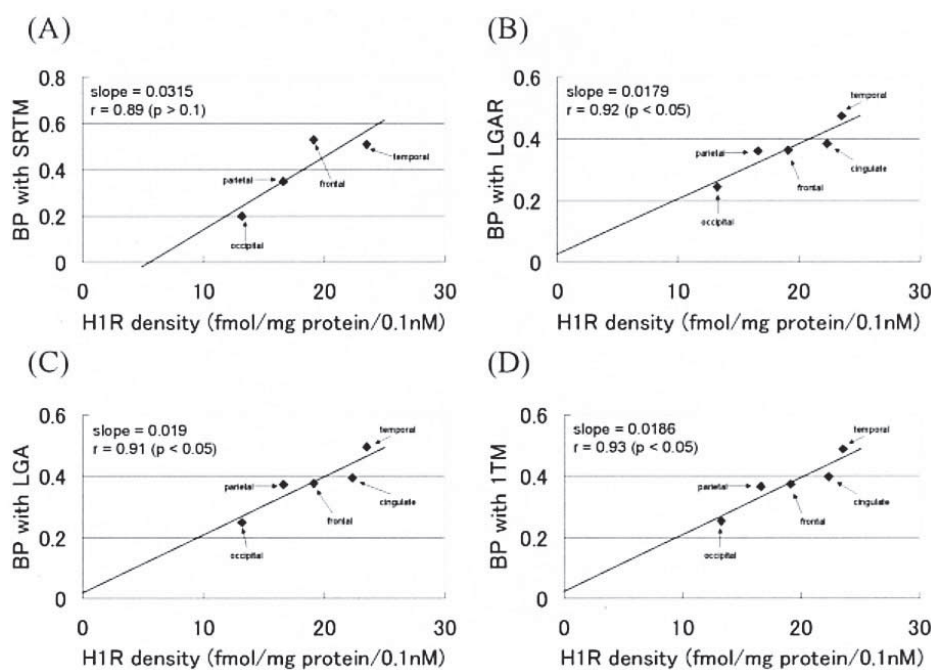 (A)
BP with SRTM
0.8
0.6
0.4
0.2
0
slope = 0.0315
r = 0.89 (p > 0.1)
parietal
frontal
temporal
occipital
0 10 20 30
H1R density (fmol/mg protein/0.1nM)
(B)
BP with LGAR
0.6
0.4
0.2
0
slope = 0.0179
r = 0.92 (p < 0.05)
temporal
parietal
frontal
cingulate
occipital
0 10 20 30
H1R density (fmol/mg protein/0.1nM)
(C)
BP with LGA
0.6
0.4
0.2
0
slope = 0.019
r = 0.91 (p < 0.05)
temporal
parietal
frontal
cingulate
occipital
0 10 20 30
H1R density (fmol/mg protein/0.1nM)
(D)
BP with 1TM
0.6
0.4
0.2
0
slope = 0.0186
r = 0.93 (p < 0.05)
temporal
parietal
frontal
cingulate
occipital
0 10 20 30
H1R density (fmol/mg protein/0.1nM)